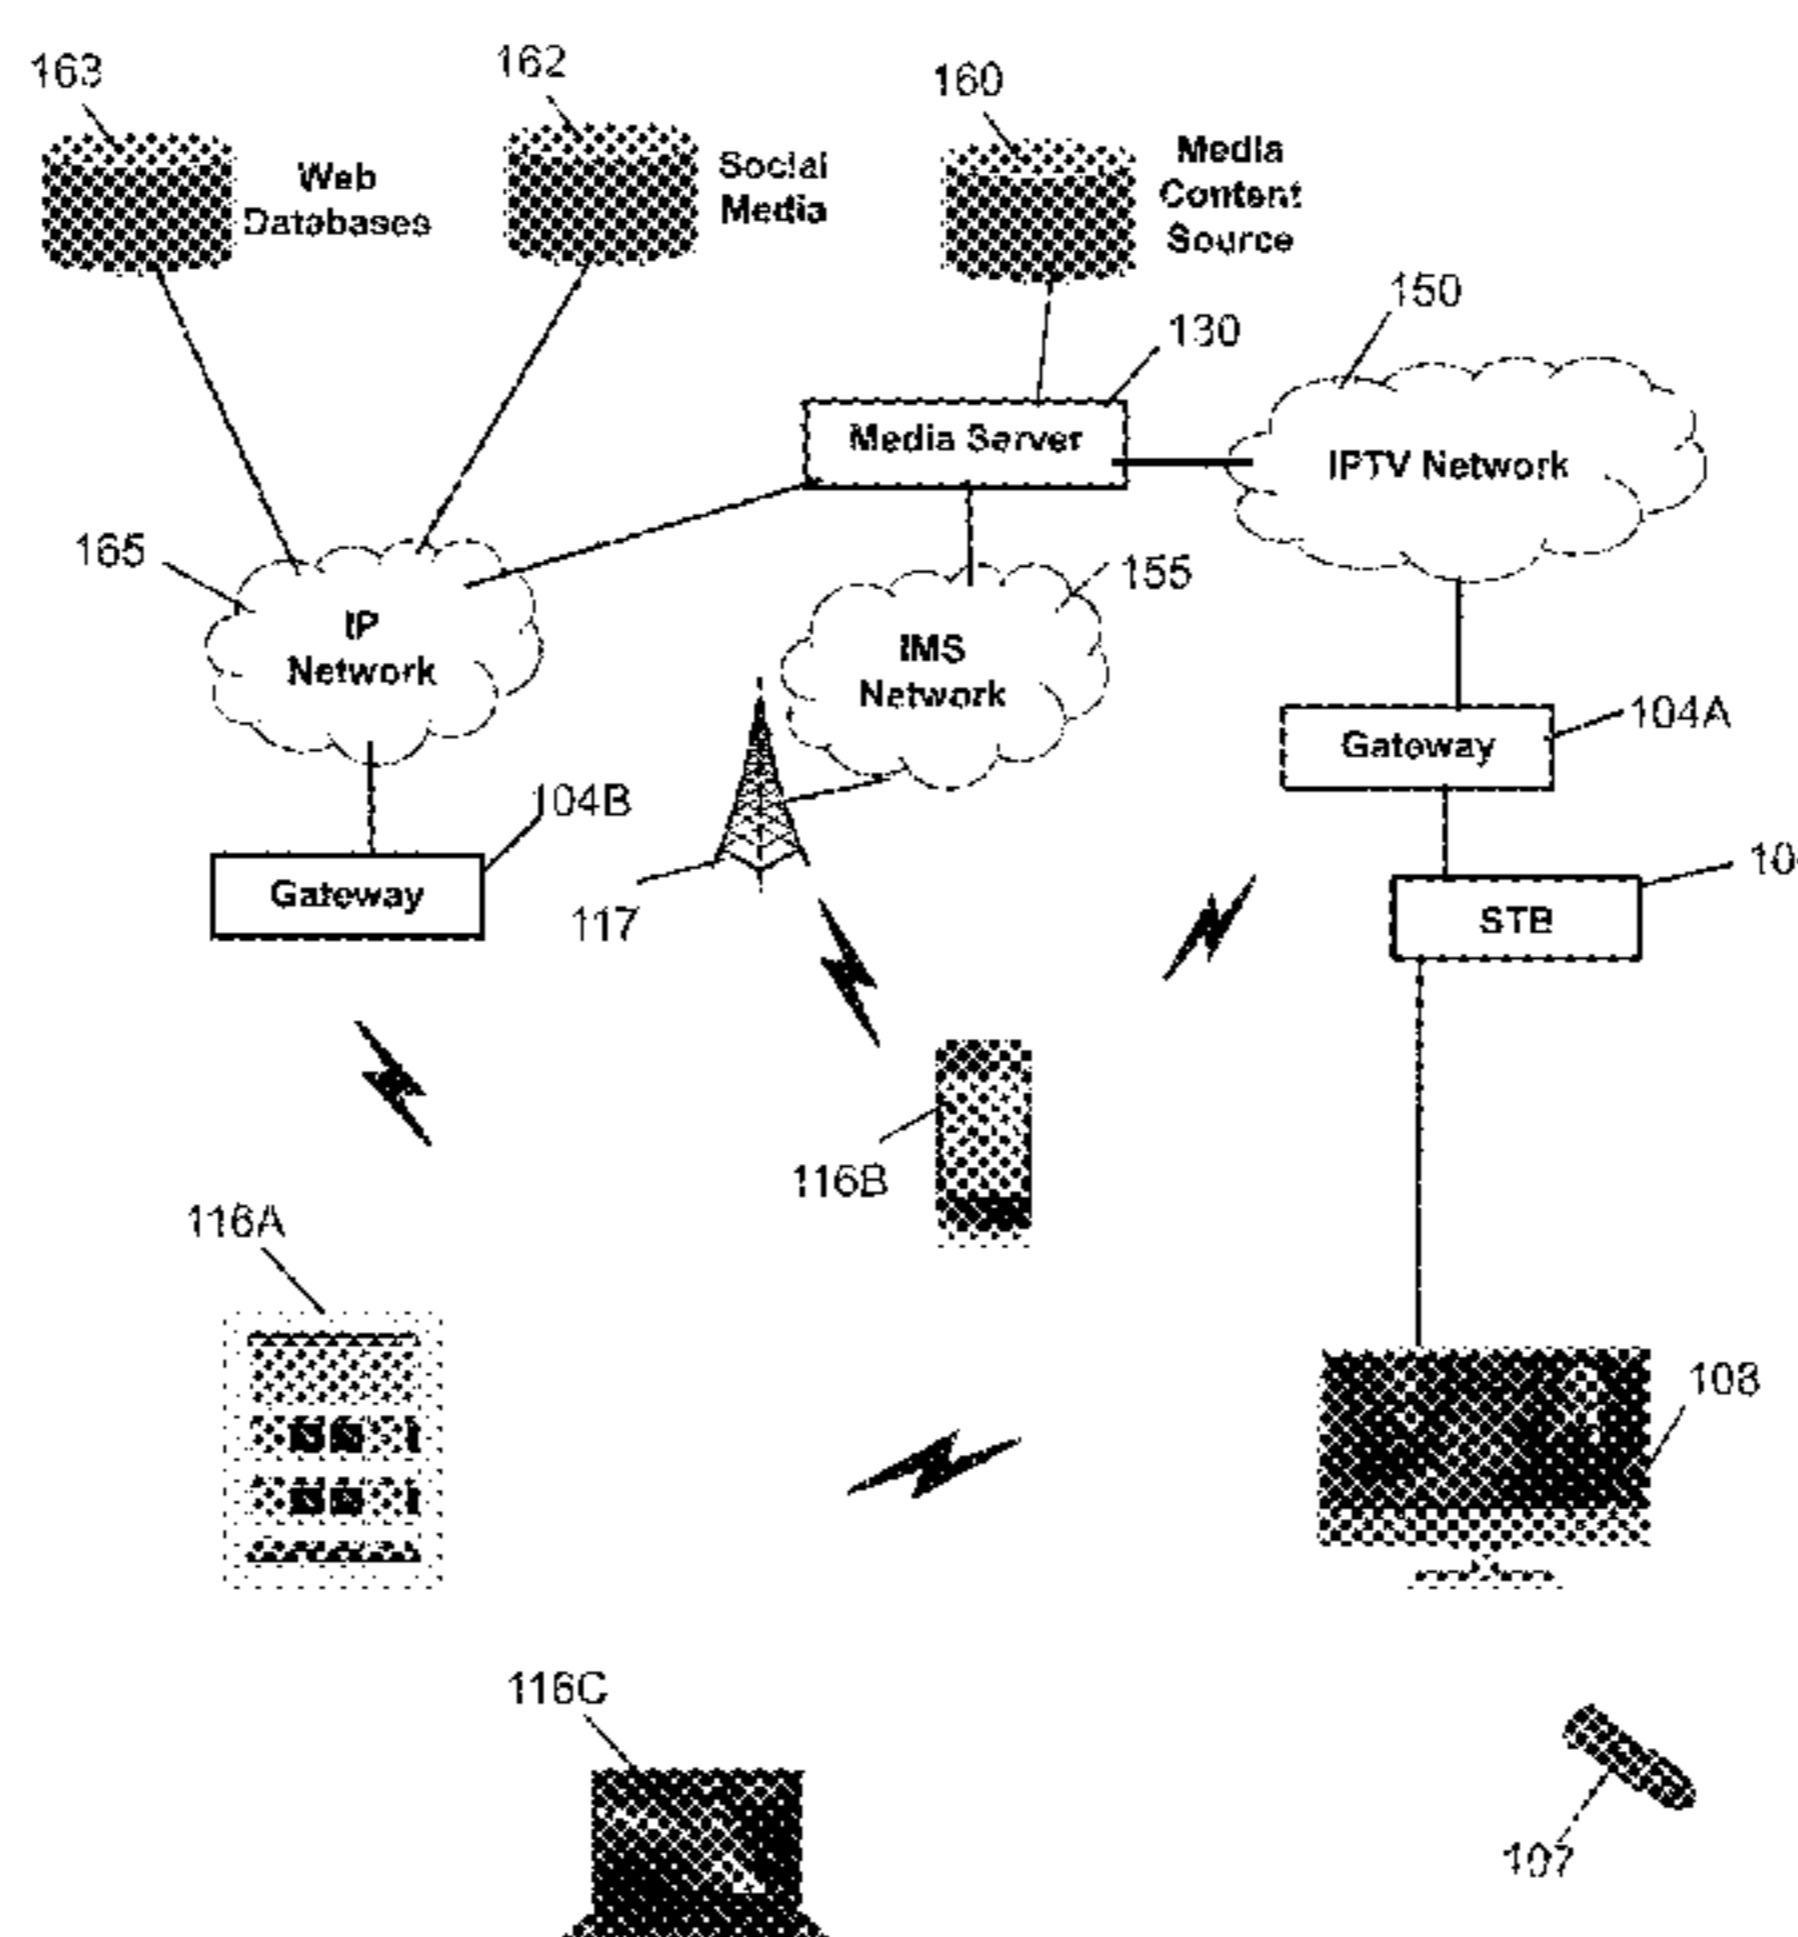 163
162
160
Web
Databases
Social
Media
Media
Content
Source
150
130
Media Server
IPTV Network
165
155
IP
Network
IMS
Network
104A
Gateway
104B
Gateway
117
STB
116B
116A
108
116C
107